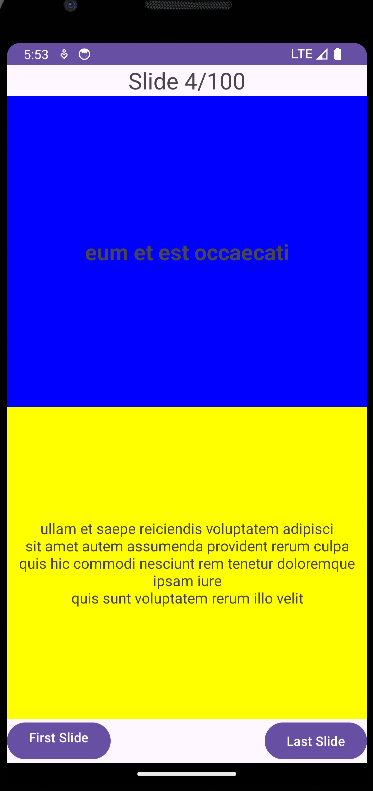 5:53 LTE
Slide 4/100
eum et est occaecati
ullam et saepe reiciendis voluptatem adipisci
sit amet autem assumenda provident rerum culpa
quis hic commodi nesciunt rem tenetur doloremque
ipsam iure
quis sunt voluptatem rerum illo velit
First Slide Last Slide